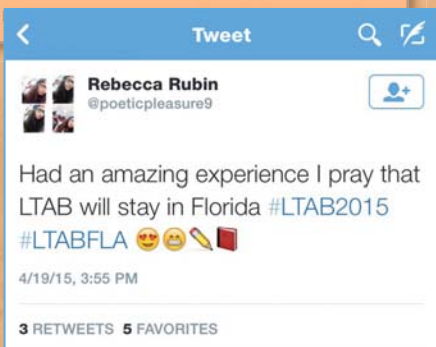 Tweet
Rebecca Rubin
@poeticpleasure9
Had an amazing experience I pray that
LTAB will stay in Florida #LTAB2015
#LTABFLA 😍😁✏️📕
4/19/15, 3:55 PM
3 RETWEETS 5 FAVORITES